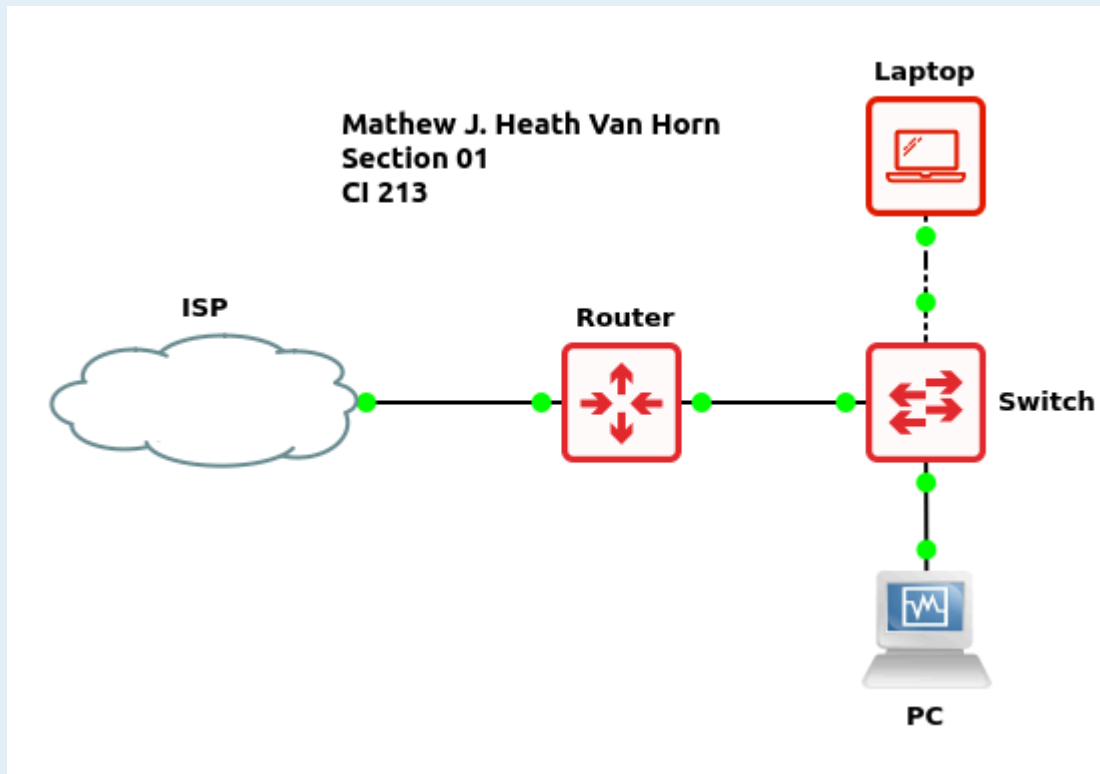 Laptop
Mathew J. Heath Van Horn
Section 01
CI 213
ISP
Router
Switch
PC